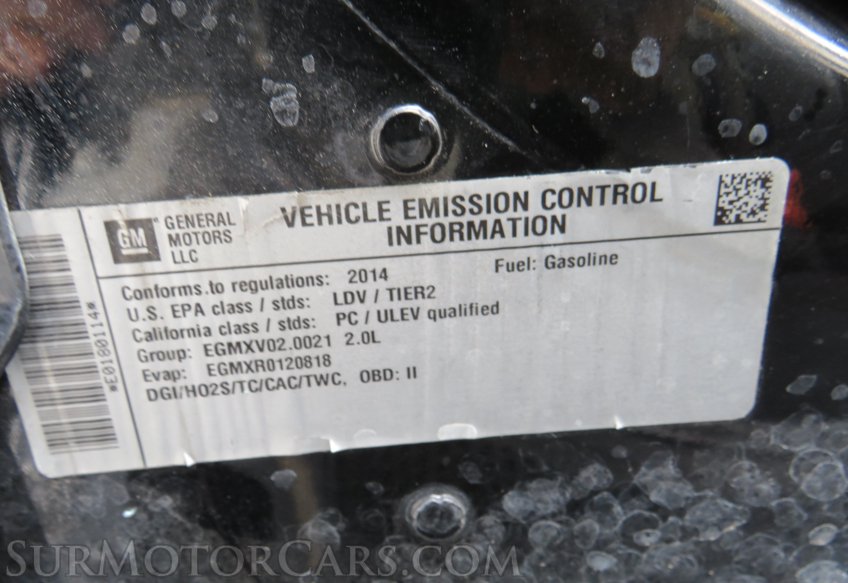 GM
GENERAL
MOTORS
LLC
VEHICLE EMISSION CONTROL
INFORMATION
Conforms.to regulations: 2014
Fuel: Gasoline
U.S. EPA class / stds: LDV / TIER2
California class / stds: PC / ULEV qualified
Group: EGMXV02.0021 2.0L
Evap: EGMXR0120818
DGI/HO2S/TC/CAC/TWC, OBD: II
*E0180114*
SurMotorCars.com